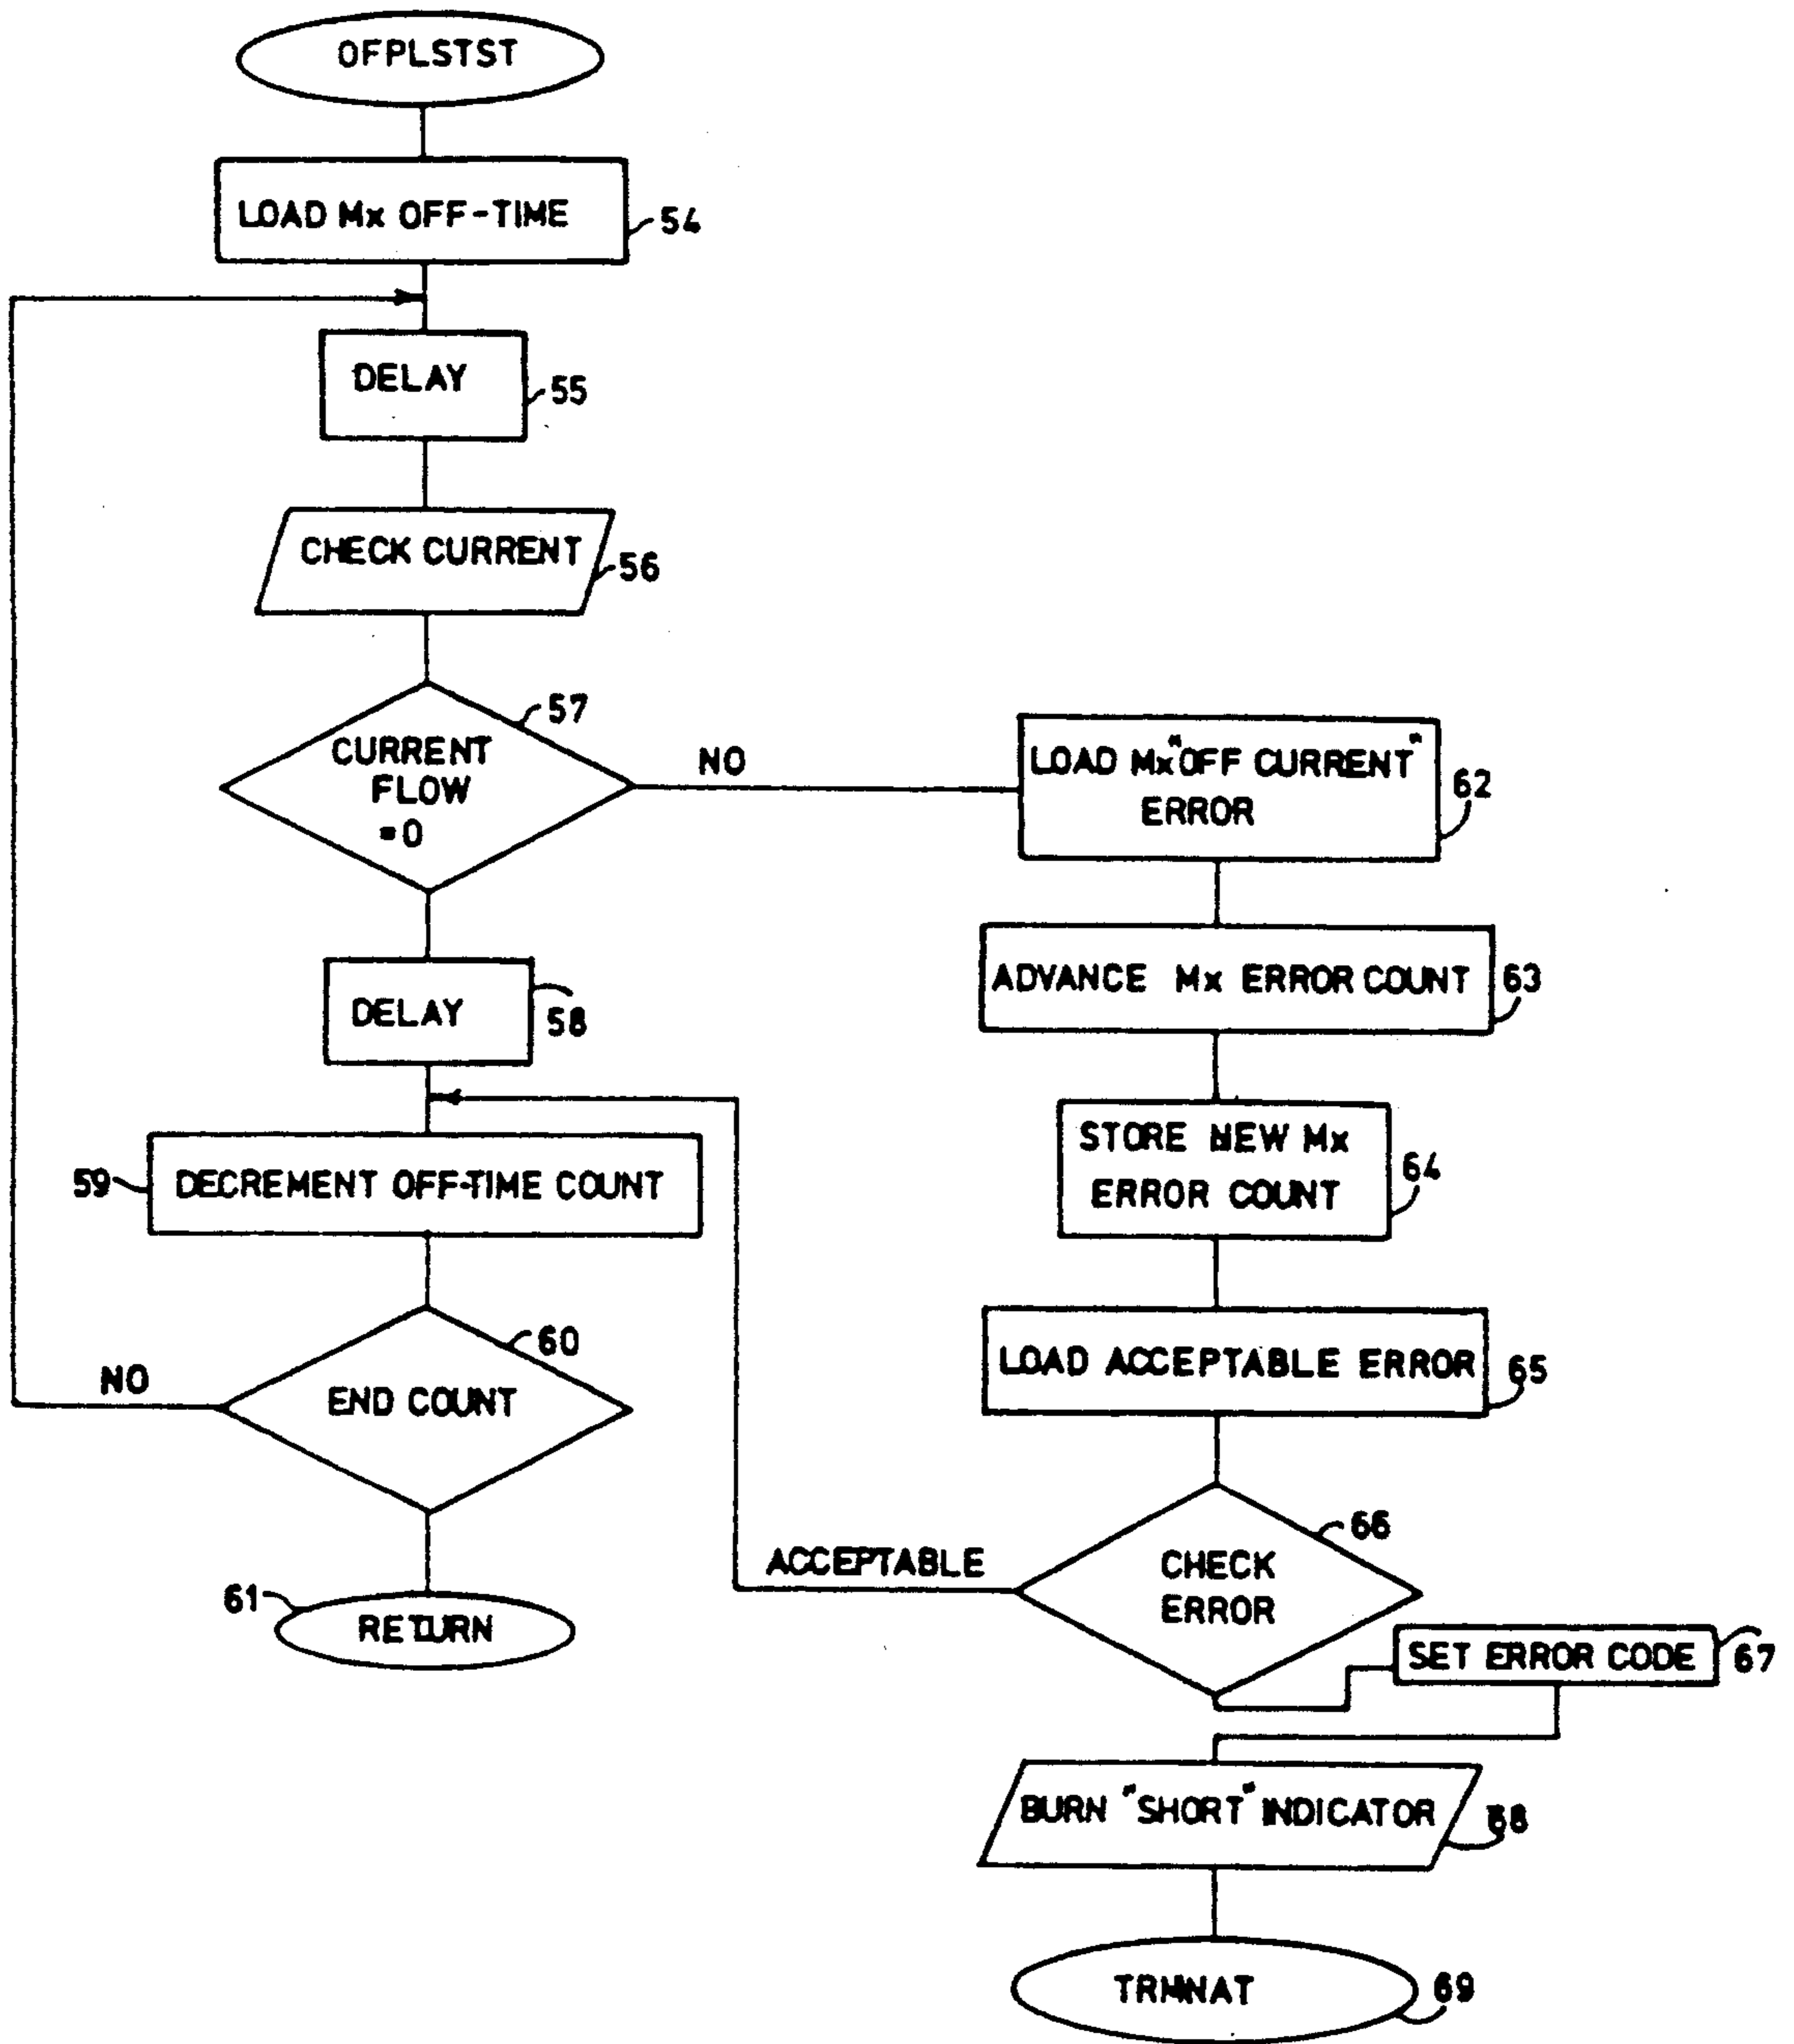 OFPLSTST
LOAD Mx OFF-TIME
54
DELAY
55
CHECK CURRENT
56
57
CURRENT
FLOW
=0
NO
LOAD Mx "OFF CURRENT"
ERROR
62
DELAY
58
ADVANCE Mx ERROR COUNT
63
59
DECREMENT OFF-TIME COUNT
STORE NEW Mx
ERROR COUNT
64
60
END COUNT
NO
LOAD ACCEPTABLE ERROR
65
66
CHECK
ERROR
ACCEPTABLE
61
RETURN
SET ERROR CODE
67
BURN "SHORT" INDICATOR
68
TRMNAT
69